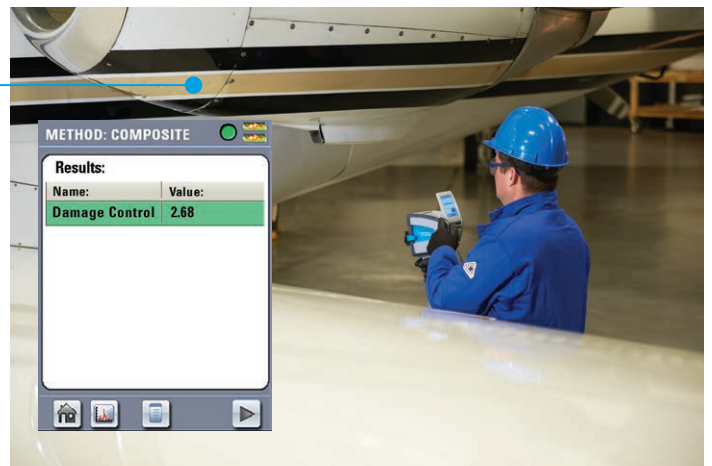 METHOD: COMPOSITE
Results:
Name: Value:
Damage Control 2.68